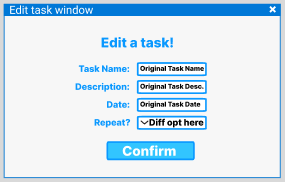 Edit task window
Edit a task!
Task Name: Original Task Name
Description: Original Task Desc.
Date: Original Task Date
Repeat? Diff opt here
Confirm